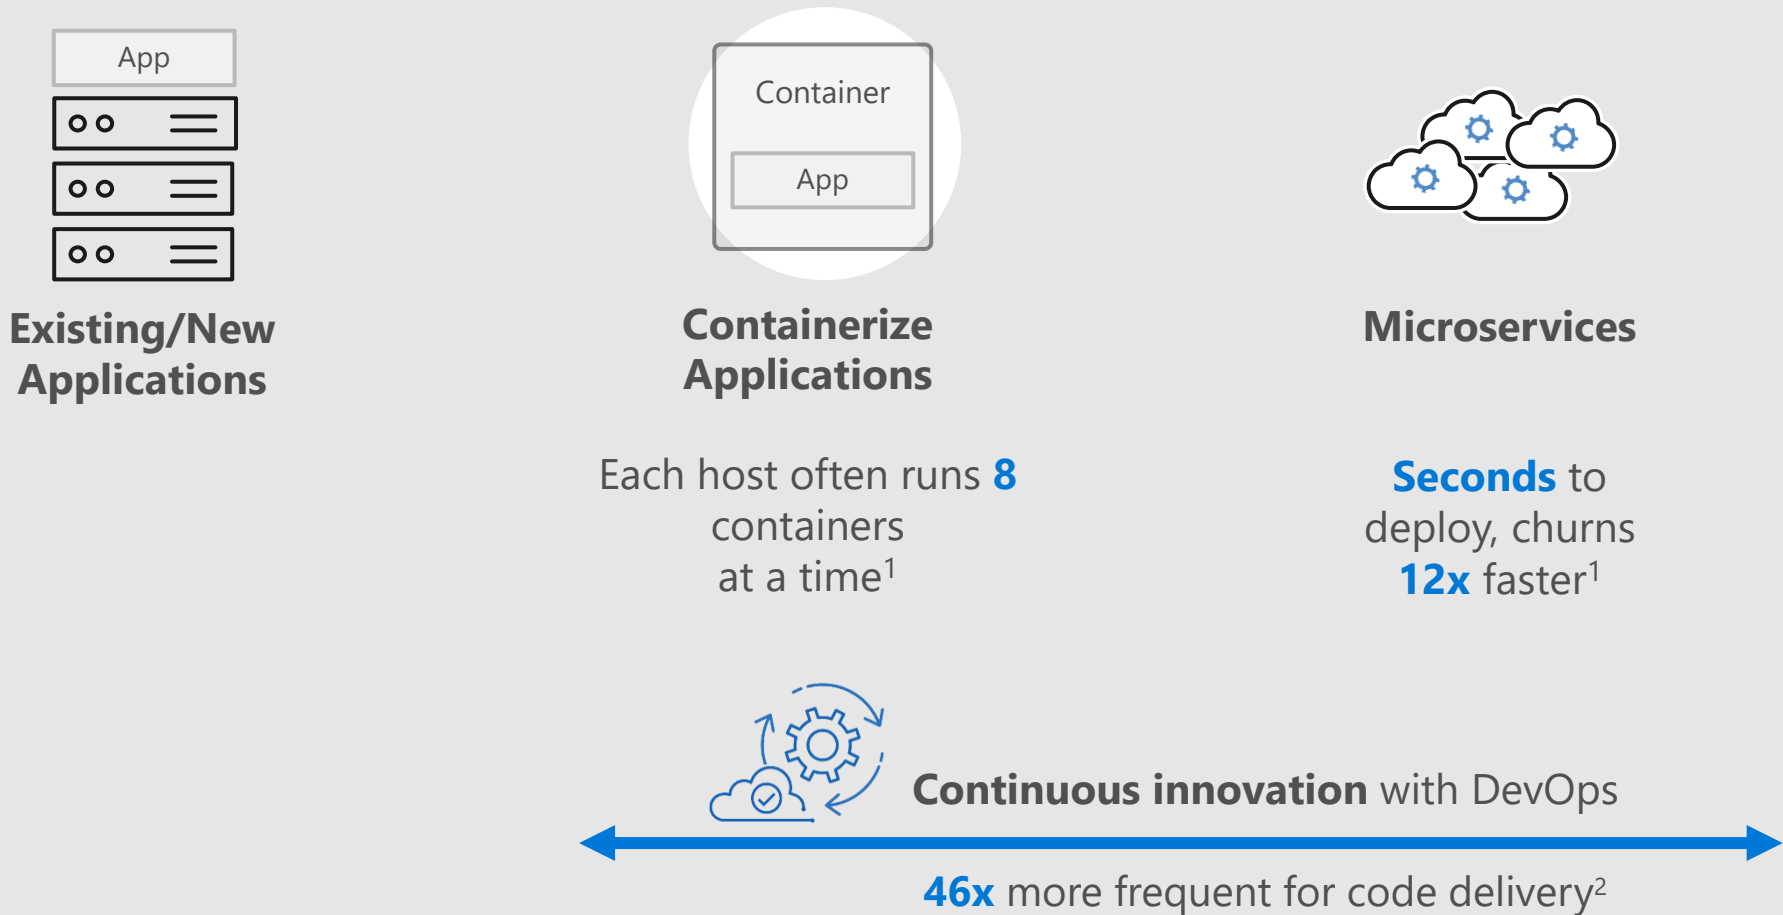 App
Existing/New
Applications
Container
App
Containerize
Applications
Each host often runs 8
containers
at a time¹
Microservices
Seconds to
deploy, churns
12x faster¹
Continuous innovation with DevOps
46x more frequent for code delivery²